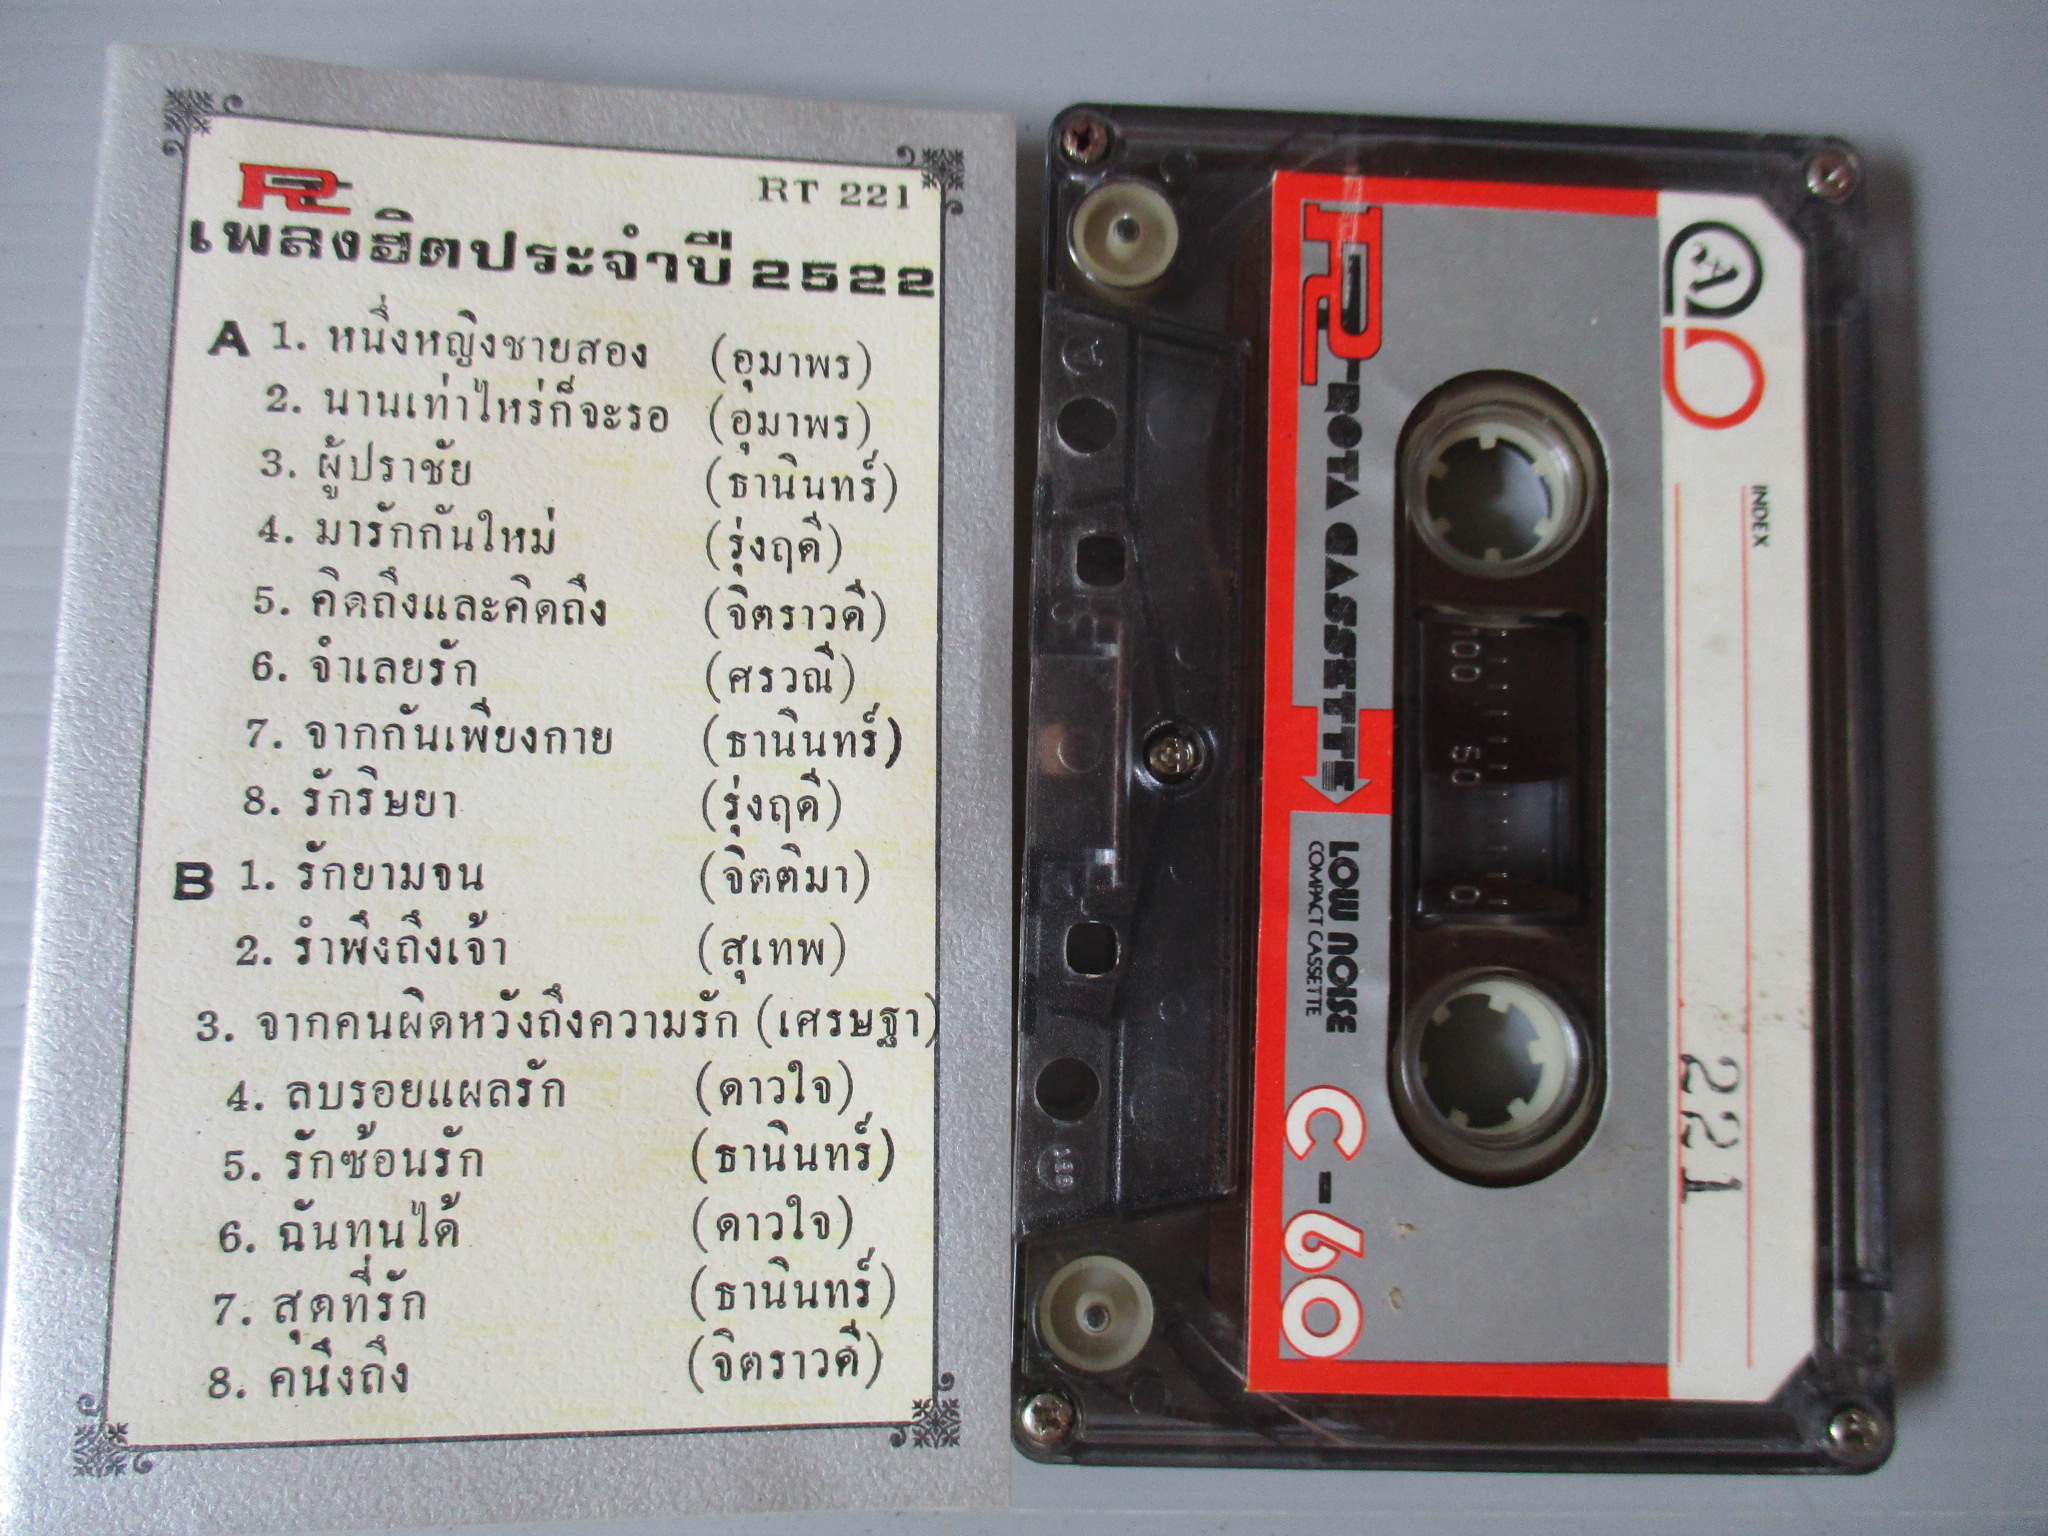 RC
RT 221
เพลงฮิตประจำปี 2522
A 1. หนึ่งหญิงชายสอง (อุมาพร)
2. นานเท่าไหร่ก็จะรอ (อุมาพร)
3. ผู้ปราชัย (ธานินทร์)
4. มารักกันใหม่ (รุ่งฤดี)
5. คิดถึงและคิดถึง (จิตราวดี)
6. จำเลยรัก (ศรวณี)
7. จากกันเพียงกาย (ธานินทร์)
8. รักริษยา (รุ่งฤดี)
B 1. รักยามจน (จิตติมา)
2. รำพึงถึงเจ้า (สุเทพ)
3. จากคนผิดหวังถึงความรัก (เศรษฐา)
4. ลบรอยแผลรัก (ดาวใจ)
5. รักซ้อนรัก (ธานินทร์)
6. ฉันทนได้ (ดาวใจ)
7. สุดที่รัก (ธานินทร์)
8. คนึงถึง (จิตราวดี)
A
INDEX
221
RC ROTA CASSETTE
LOW NOISE
COMPACT CASSETTE
C-60
100 50 0